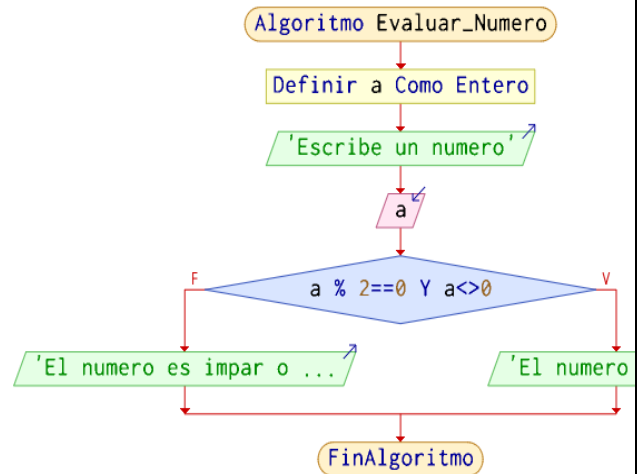 Algoritmo Evaluar_Numero
Definir a Como Entero
'Escribe un numero'
a
a % 2==0 Y a<>0
F
V
'El numero es impar o ...
'El numero
FinAlgoritmo